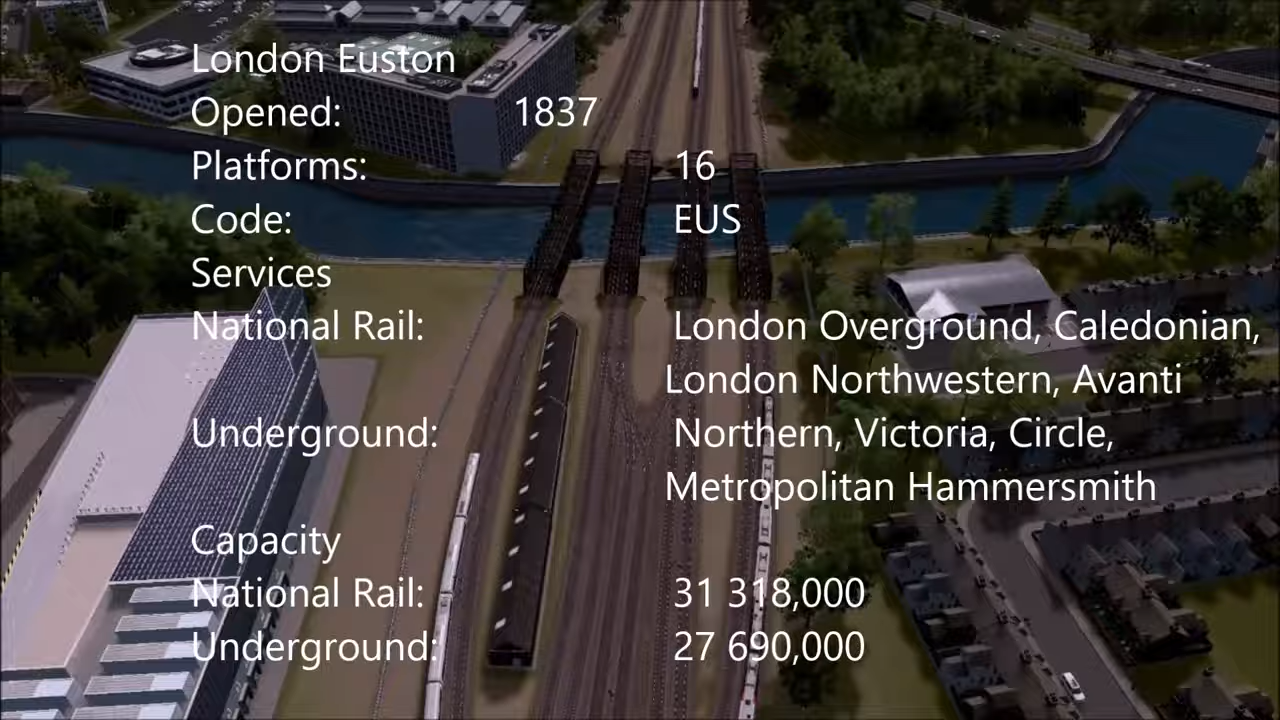 London Euston
Opened: 1837
Platforms: 16
Code: EUS
Services
National Rail: London Overground, Caledonian,
London Northwestern, Avanti
Underground: Northern, Victoria, Circle,
Metropolitan Hammersmith
Capacity
National Rail: 31 318,000
Underground: 27 690,000